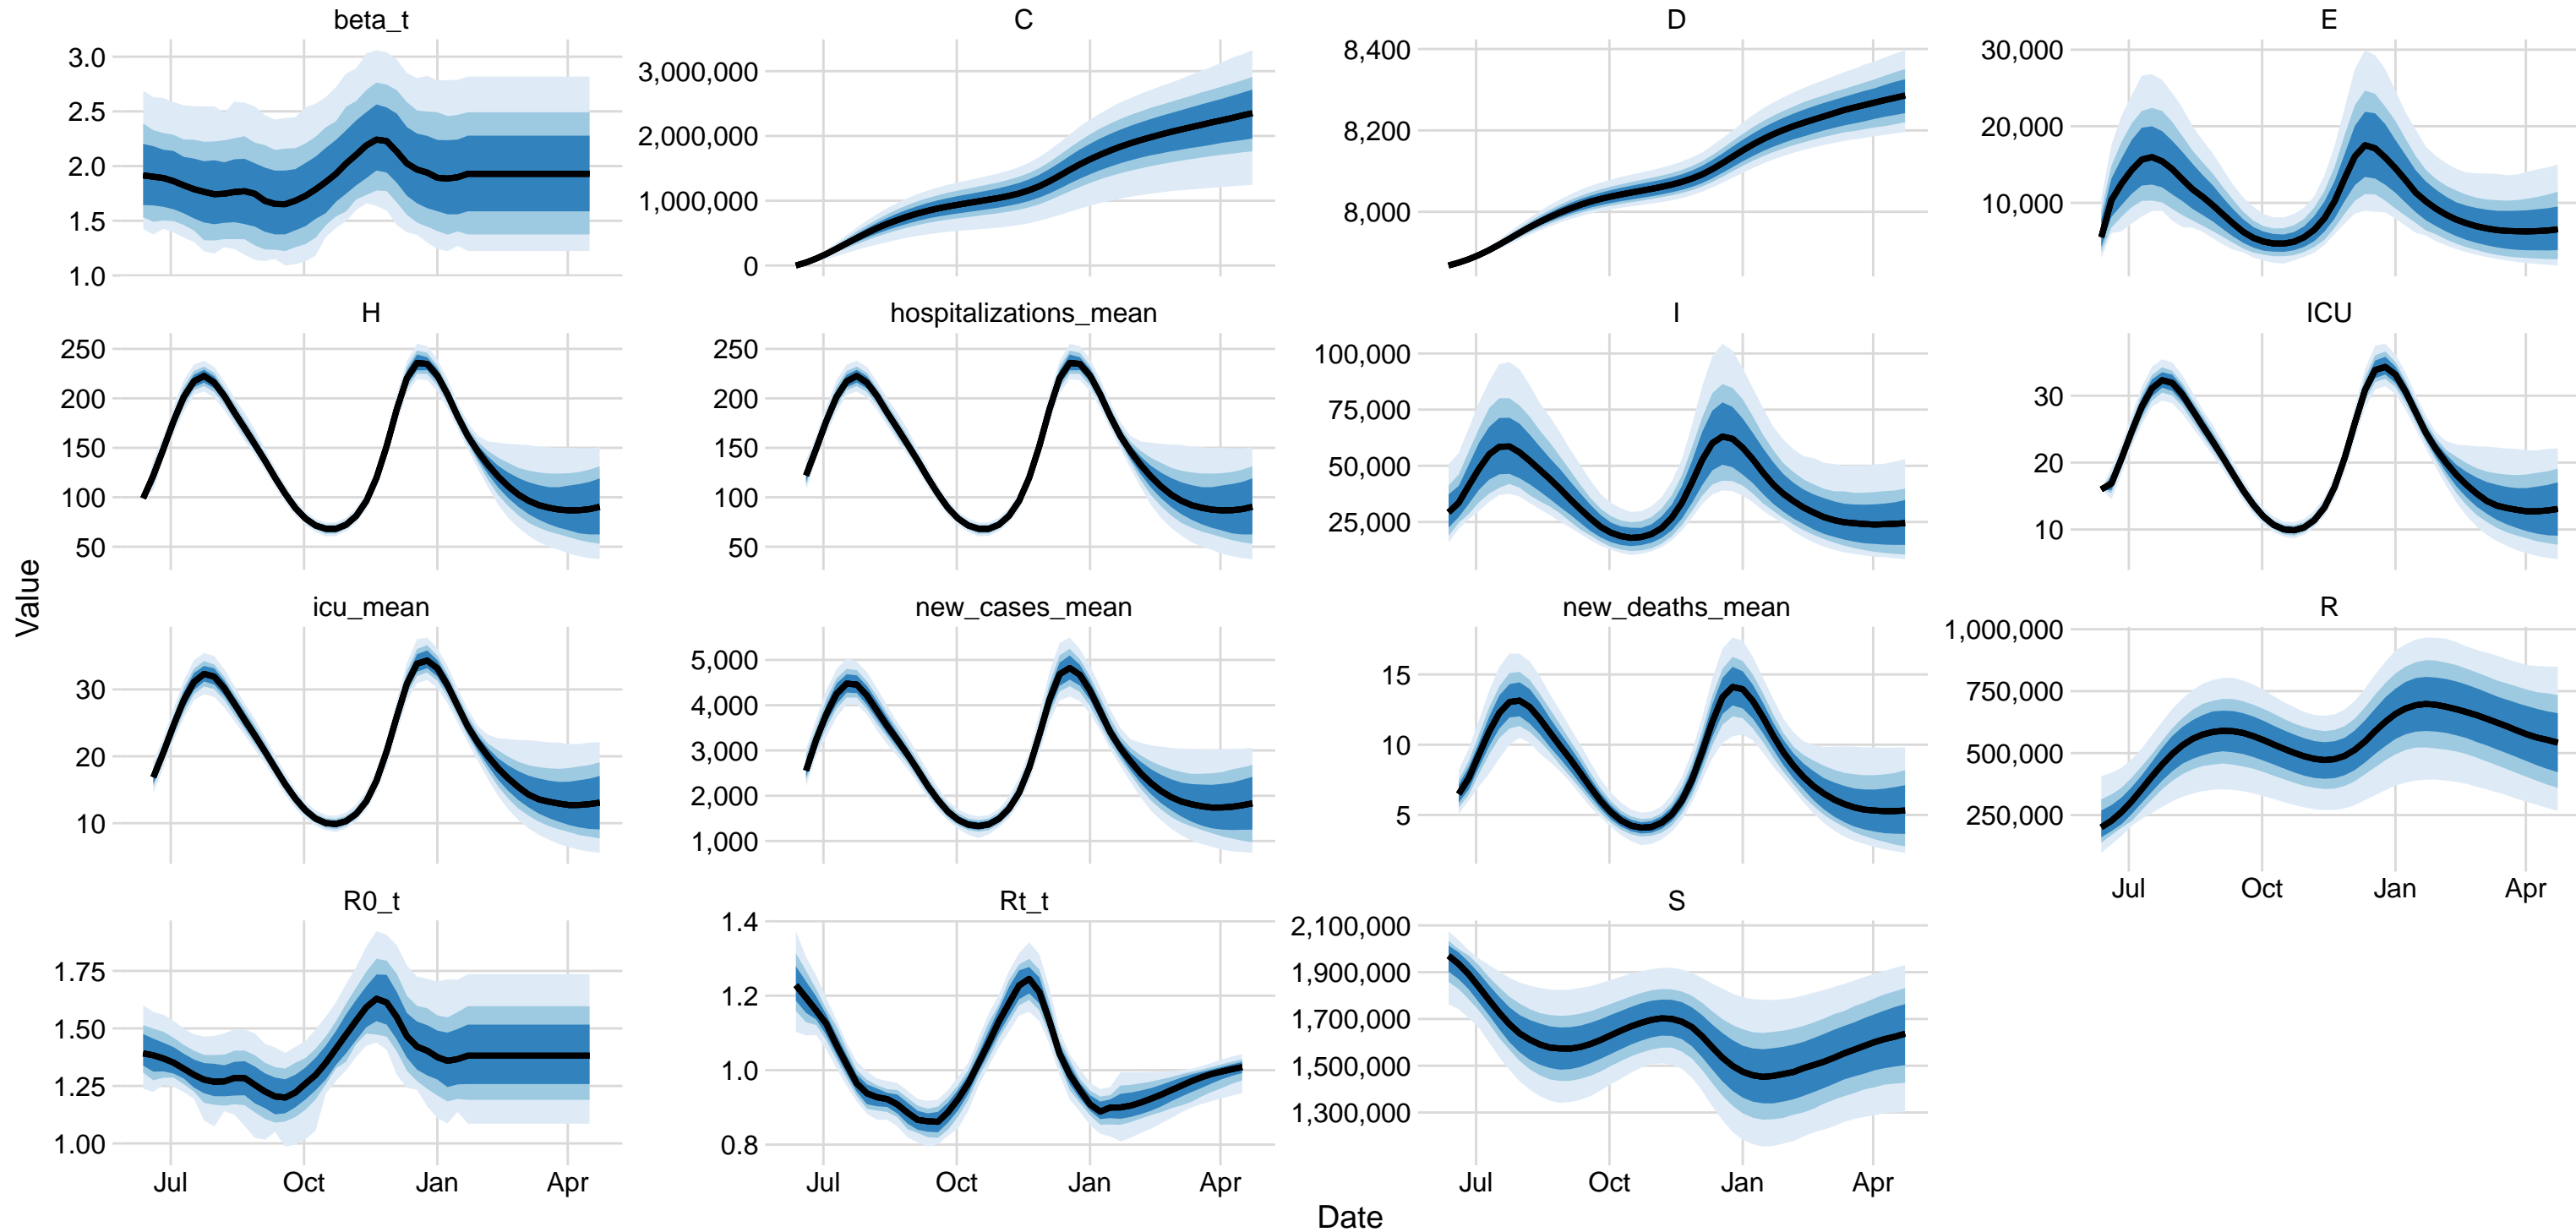 beta_t
3.0
2.5
2.0
1.5
1.0
C
3,000,000
2,000,000
1,000,000
0
D
8,400
8,200
8,000
E
30,000
20,000
10,000
H
250
200
150
100
50
hospitalizations_mean
250
200
150
100
50
I
100,000
75,000
50,000
25,000
ICU
30
20
10
Value
icu_mean
30
20
10
new_cases_mean
5,000
4,000
3,000
2,000
1,000
new_deaths_mean
15
10
5
R
1,000,000
750,000
500,000
250,000
Jul Oct Jan Apr
R0_t
1.75
1.50
1.25
1.00
Jul Oct Jan Apr
Rt_t
1.4
1.2
1.0
0.8
Jul Oct Jan Apr
S
2,100,000
1,900,000
1,700,000
1,500,000
1,300,000
Jul Oct Jan Apr
Date